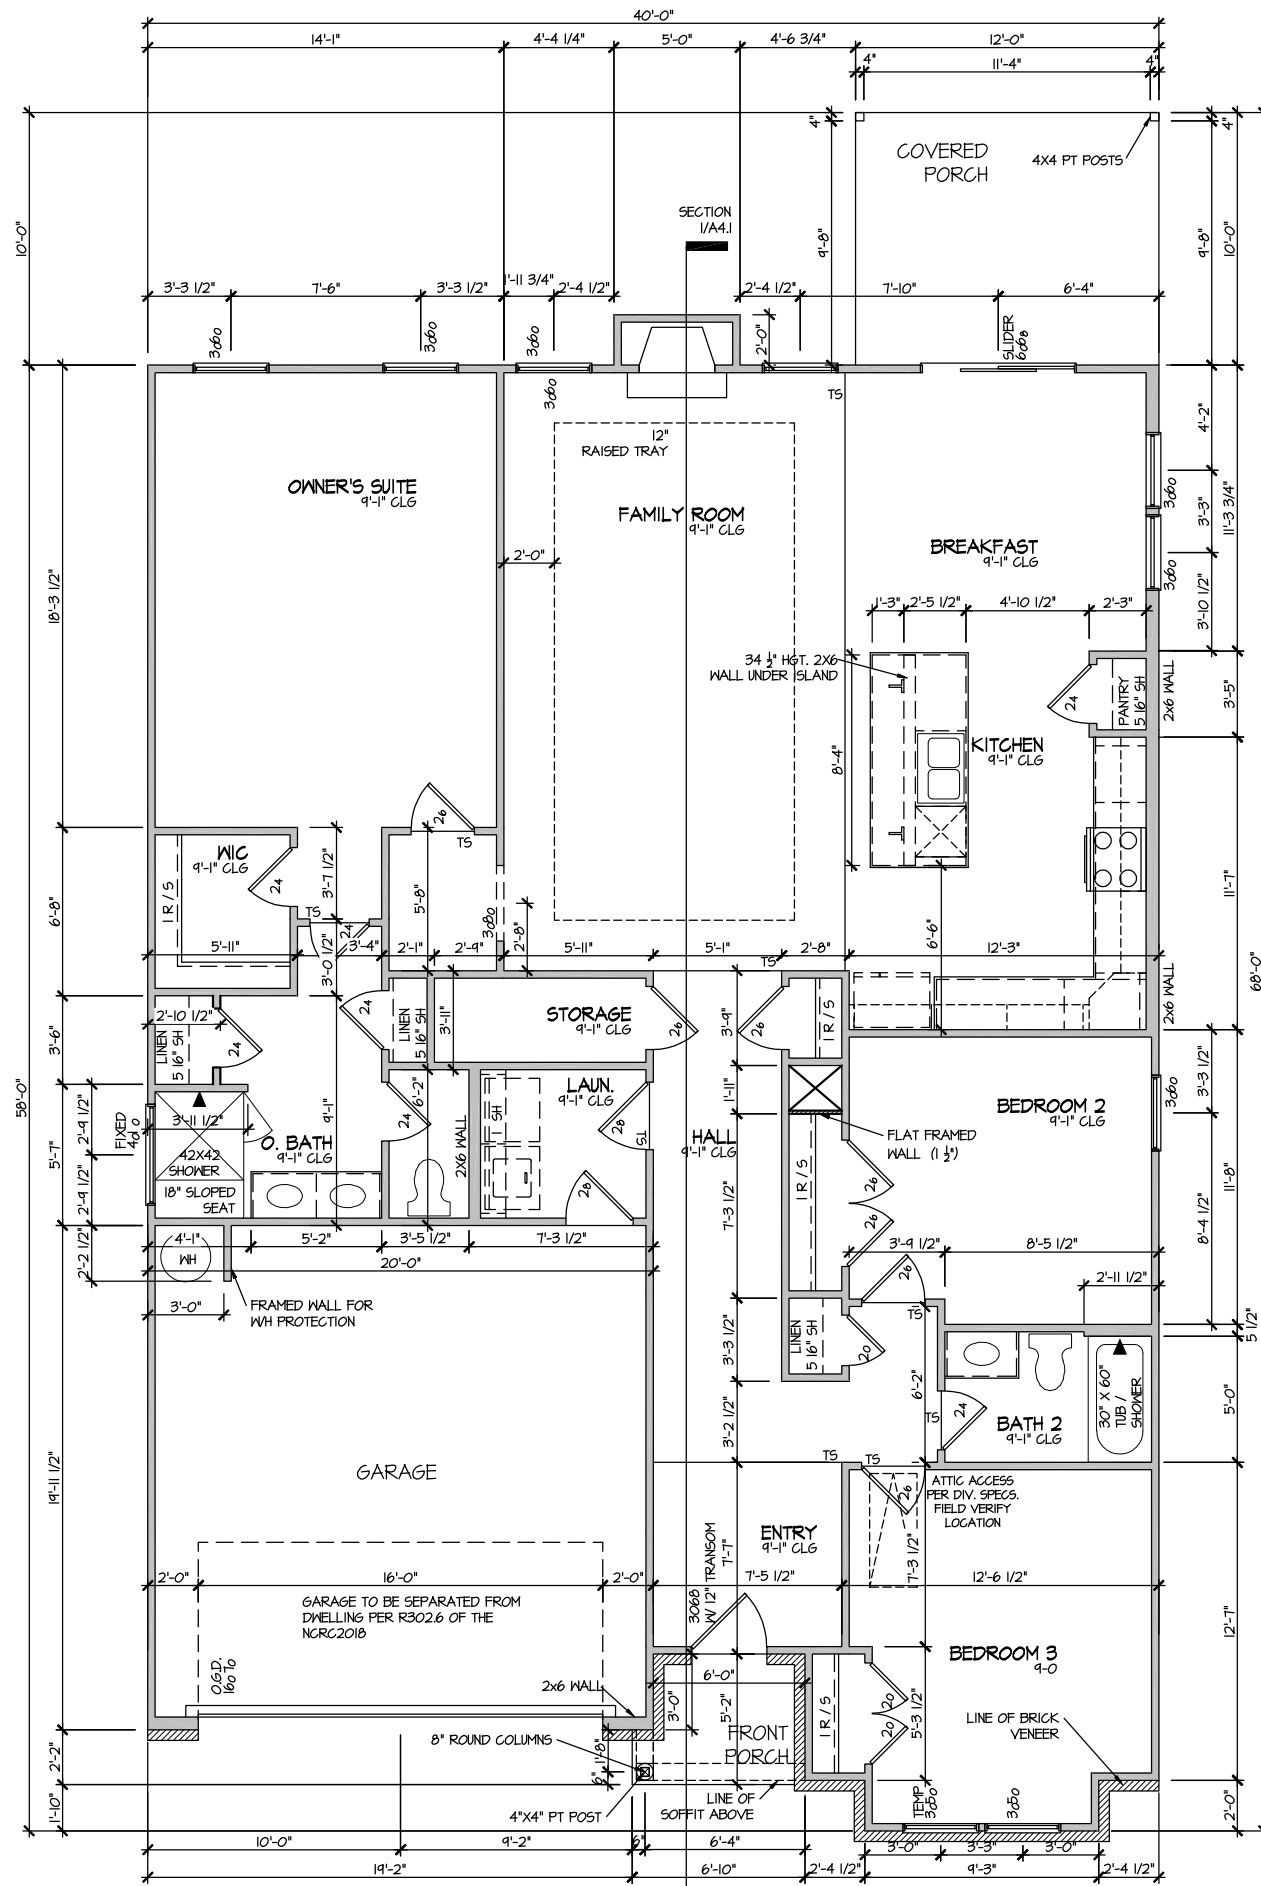 40'-0"
14'-1"
4'-4 1/4"
5'-0"
4'-6 3/4"
12'-0"
4"
11'-4"
4"
4"
COVERED
PORCH
4X4 PT POSTS
4"
10'-0"
SECTION
1/A4.1
9'-8"
9'-8"
10'-0"
3'-3 1/2"
7'-6"
3'-3 1/2"
1'-11 3/4"
2'-4 1/2"
2'-4 1/2"
7'-10"
6'-4"
3060
3060
3060
2'-0"
SLIDER
6068
3060
TS
12"
RAISED TRAY
4'-2"
OWNER'S SUITE
9'-1" CLG
FAMILY ROOM
9'-1" CLG
3060
3'-3"
11'-3 3/4"
BREAKFAST
9'-1" CLG
2'-0"
3060
18'-3 1/2"
1'-3"
2'-5 1/2"
4'-10 1/2"
2'-3"
3'-10 1/2"
34 1/2" HGT. 2X6
WALL UNDER ISLAND
24
PANTRY
5 16" SH
2x6 WALL
3'-5"
KITCHEN
9'-1" CLG
8'-4"
26
TS
WIC
9'-1" CLG
24
1 R / S
3'-7 1/2"
5'-8"
6'-8"
11'-7"
TS
24
3080
2'-8"
6'-6"
5'-11"
3'-4"
2'-1"
2'-9"
5'-11"
5'-1"
2'-8"
12'-3"
3'-0 1/2"
TS
68'-0"
2x6 WALL
2'-10 1/2"
24
LINEN
5 16" SH
3'-11"
STORAGE
9'-1" CLG
26
3'-9"
26
1 R / S
3'-6"
LINEN
5 16" SH
24
58'-0"
9'-1"
6'-2"
LAUN.
9'-1" CLG
SH
1'-11"
3'-3 1/2"
3060
BEDROOM 2
9'-1" CLG
2'-9 1/2"
FIXED
4010
3'-11 1/2"
O. BATH
9'-1" CLG
24
2X6 WALL
28
TS
HALL
9'-1" CLG
FLAT FRAMED
WALL (1 1/2")
5'-7"
42X42
SHOWER
18" SLOPED
SEAT
2'-9 1/2"
28
1 R / S
26
26
7'-3 1/2"
11'-8"
8'-4 1/2"
4'-1"
5'-2"
3'-5 1/2"
7'-3 1/2"
3'-9 1/2"
8'-5 1/2"
2'-2 1/2"
WH
20'-0"
26
2'-11 1/2"
3'-0"
FRAMED WALL FOR
W/H PROTECTION
TS
5 1/2"
3'-3 1/2"
LINEN
5 16" SH
20
6'-2"
30" X 60"
TUB /
SHOWER
5'-0"
3'-2 1/2"
24
TS
BATH 2
9'-1" CLG
TS
TS
GARAGE
19'-11 1/2"
26
ATTIC ACCESS
PER DIV. SPECS.
FIELD VERIFY
LOCATION
ENTRY
9'-1" CLG
7'-7"
7'-3 1/2"
2'-0"
16'-0"
2'-0"
7'-5 1/2"
12'-6 1/2"
3068
W/ 12" TRANSOM
GARAGE TO BE SEPARATED FROM
DWELLING PER R302.6 OF THE
NCRC2018
12'-7"
BEDROOM 3
9-0
O.G.D.
16070
2x6 WALL
6'-0"
3'-0"
5'-2"
1 R / S
20
20
5'-3 1/2"
LINE OF BRICK
VENEER
FRONT
PORCH
8" ROUND COLUMNS
1'-8"
6"
2'-2"
1'-10"
4"X4" PT POST
LINE OF
SOFFIT ABOVE
TEMP
3050
3050
2'-0"
10'-0"
9'-2"
6"
6'-4"
3'-0"
3'-3"
3'-0"
19'-2"
6'-10"
2'-4 1/2"
9'-3"
2'-4 1/2"